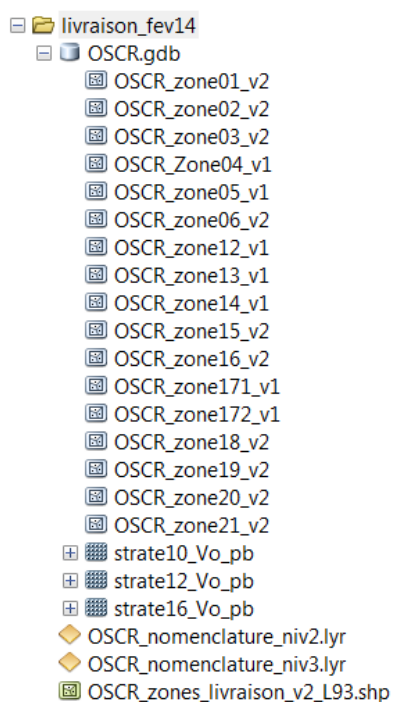 livraison_fev14
OSCR.gdb
OSCR_zone01_v2
OSCR_zone02_v2
OSCR_zone03_v2
OSCR_Zone04_v1
OSCR_zone05_v1
OSCR_zone06_v2
OSCR_zone12_v1
OSCR_zone13_v1
OSCR_zone14_v1
OSCR_zone15_v2
OSCR_zone16_v2
OSCR_zone171_v1
OSCR_zone172_v1
OSCR_zone18_v2
OSCR_zone19_v2
OSCR_zone20_v2
OSCR_zone21_v2
strate10_Vo_pb
strate12_Vo_pb
strate16_Vo_pb
OSCR_nomenclature_niv2.lyr
OSCR_nomenclature_niv3.lyr
OSCR_zones_livraison_v2_L93.shp